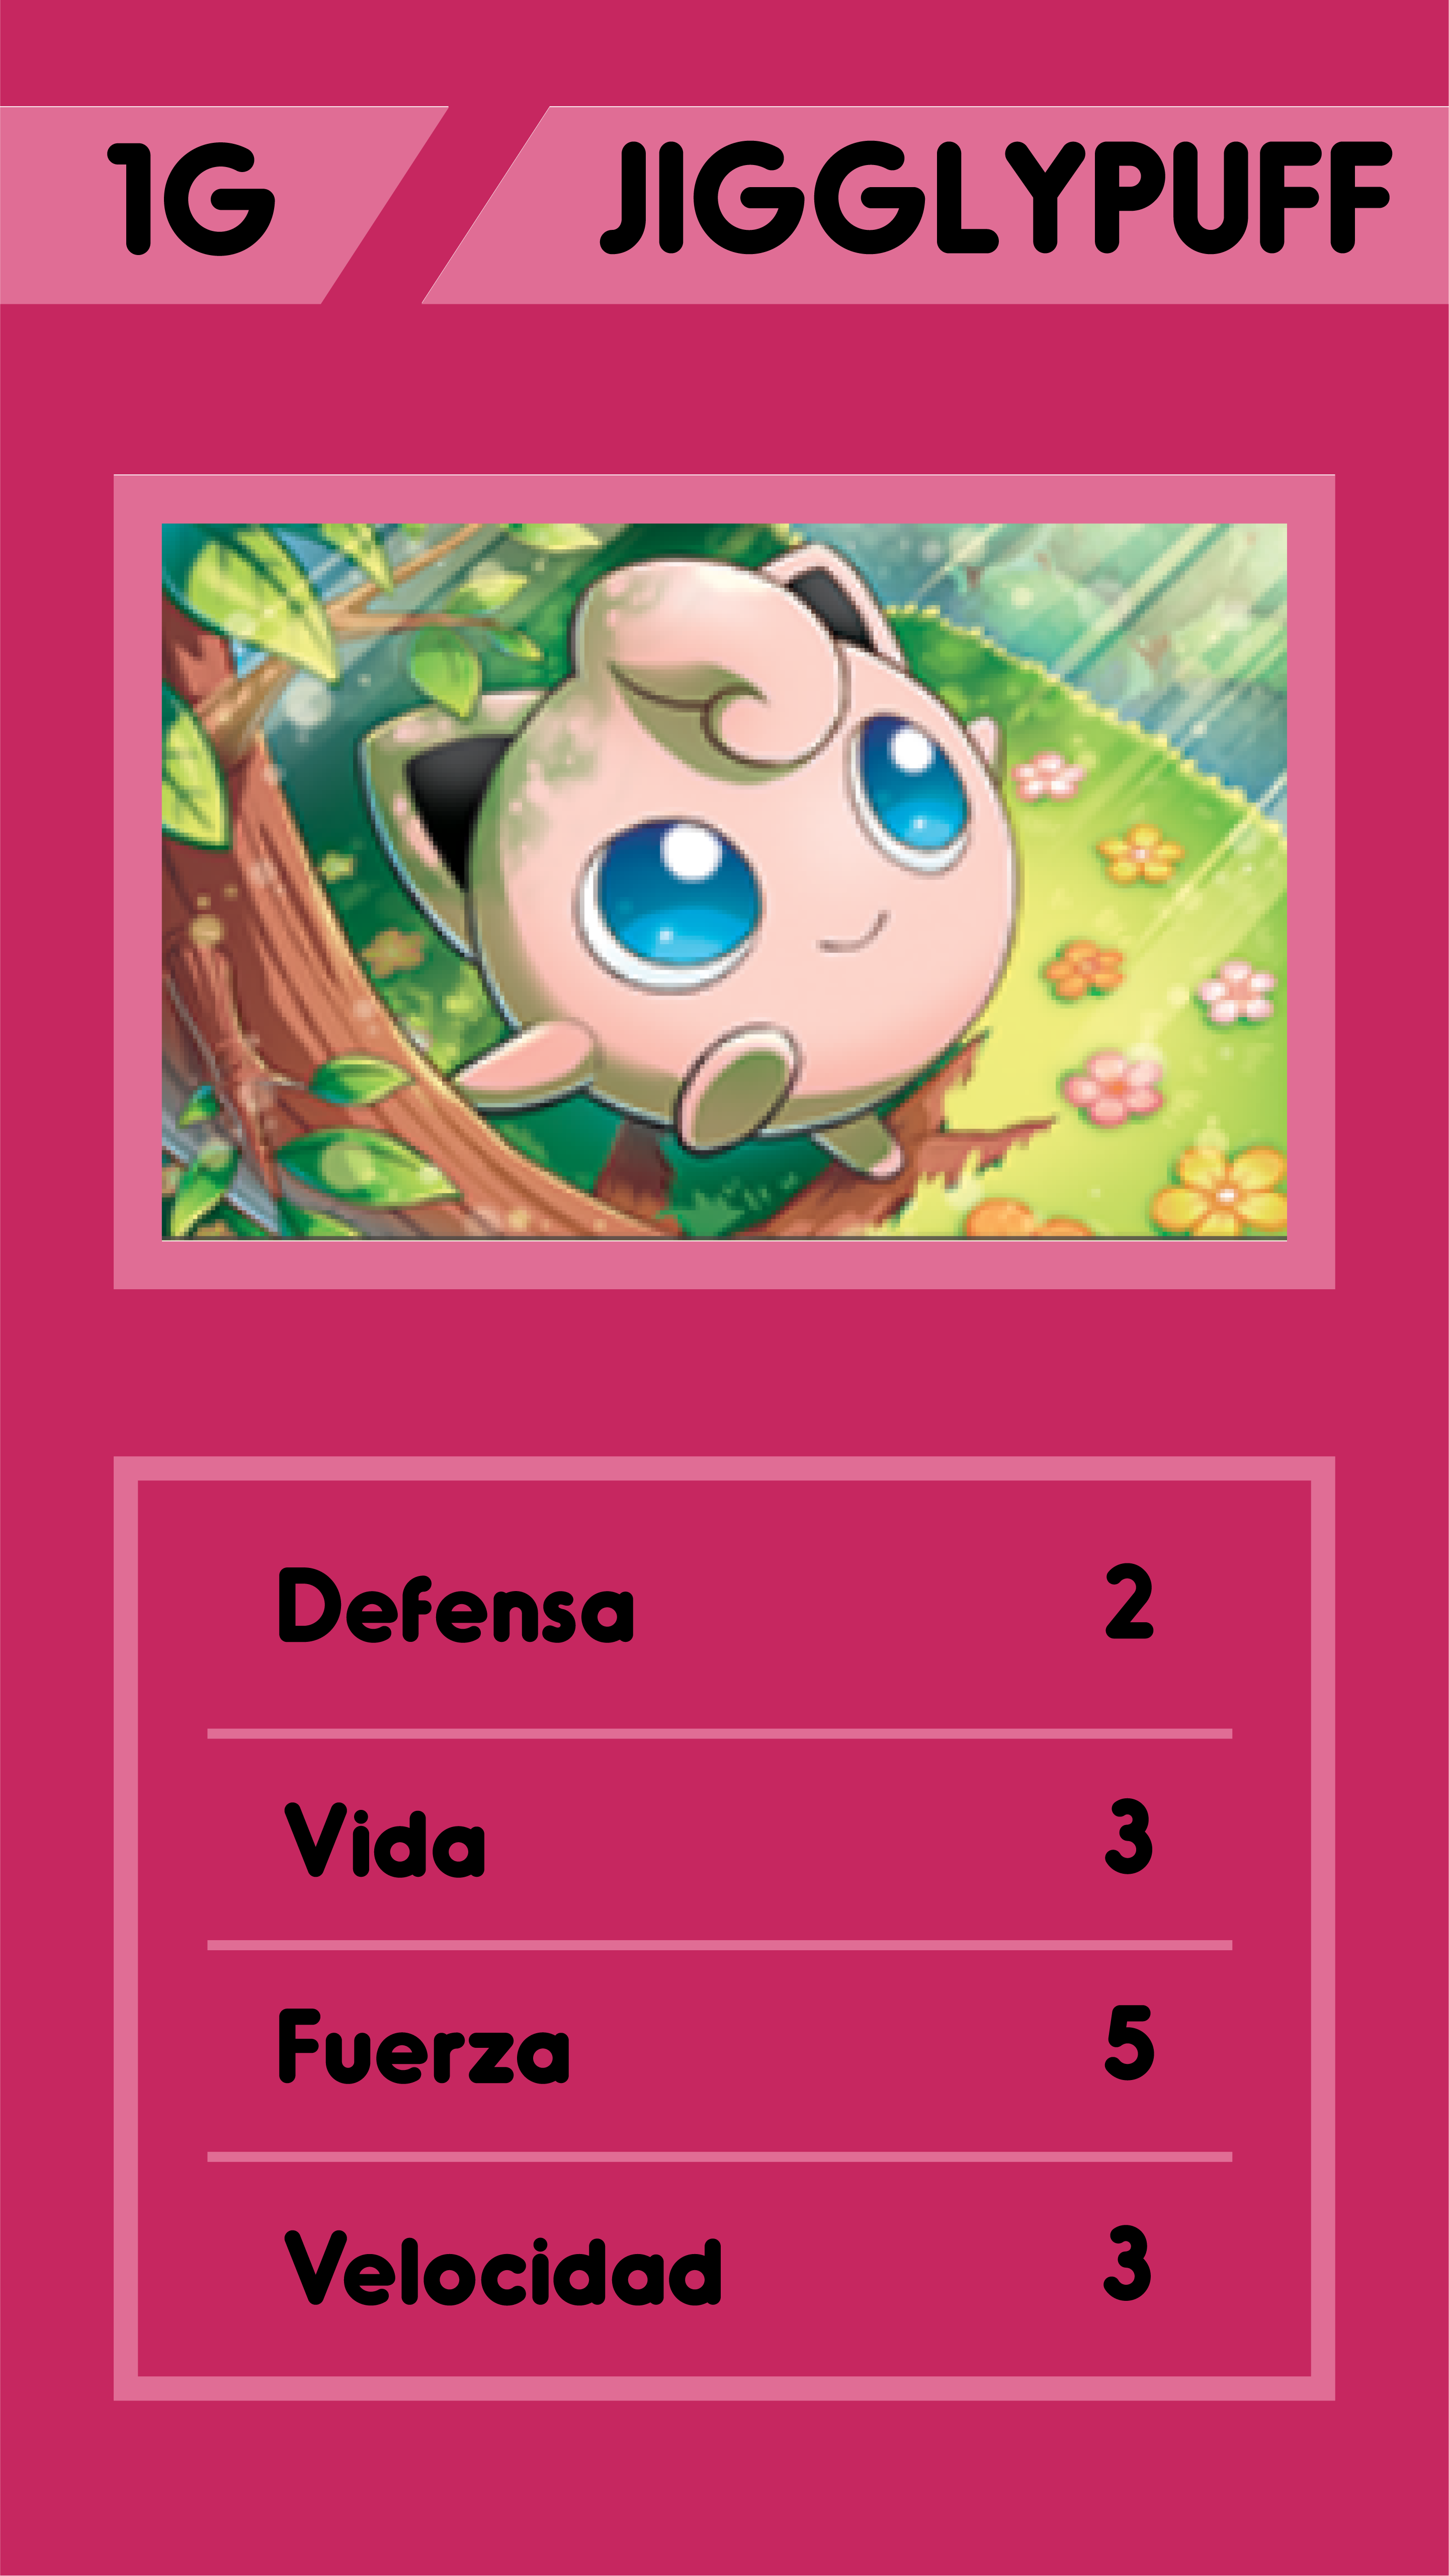 1G JIGGLYPUFF
Defensa 2
Vida 3
Fuerza 5
Velocidad 3